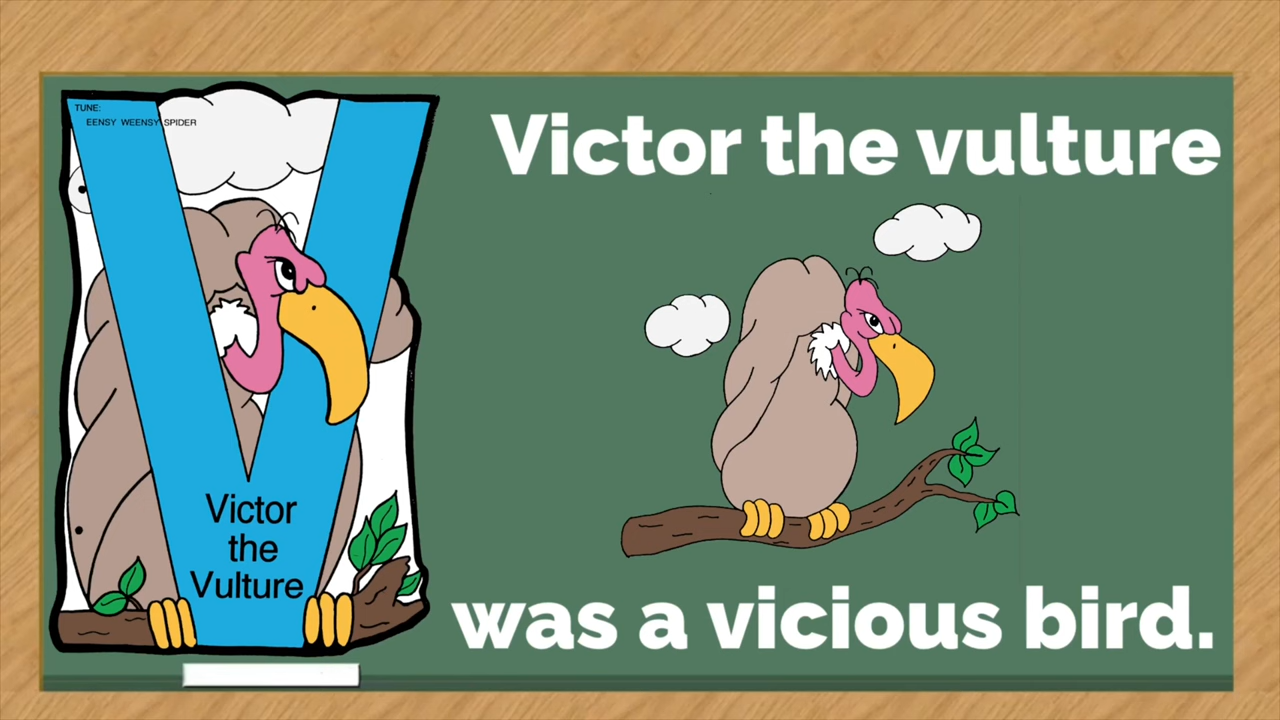 TUNE:
EENSY WEENSY SPIDER
Victor
the
Vulture
Victor the vulture
was a vicious bird.